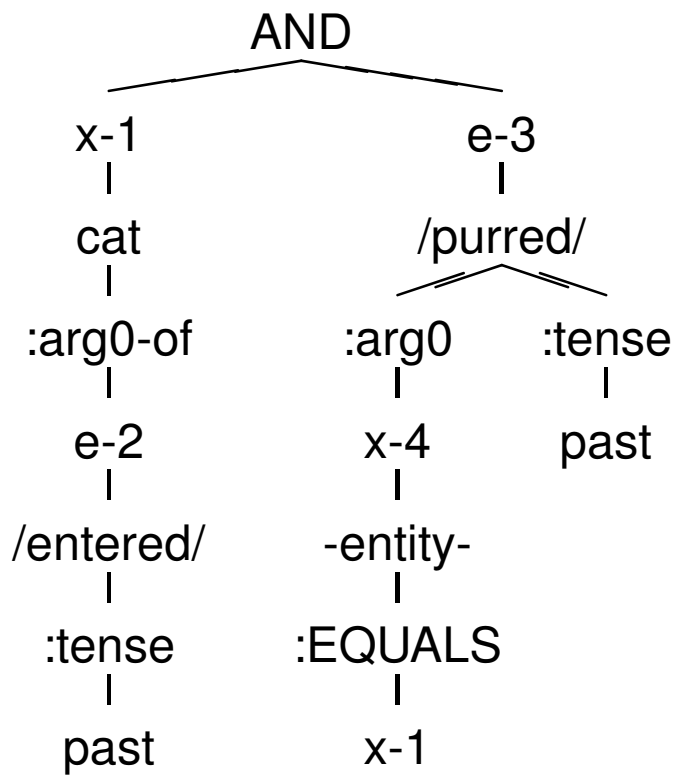 AND
x-1 e-3
cat /purred/
:arg0-of :arg0 :tense
e-2 x-4 past
/entered/ -entity-
:tense :EQUALS
past x-1